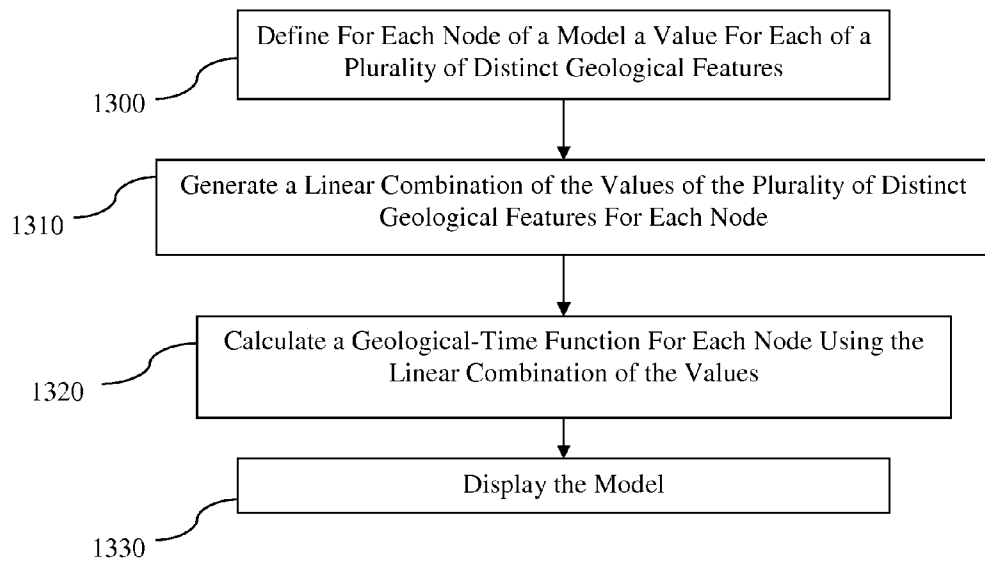 Define For Each Node of a Model a Value For Each of a
Plurality of Distinct Geological Features
1300
Generate a Linear Combination of the Values of the Plurality of Distinct
Geological Features For Each Node
1310
Calculate a Geological-Time Function For Each Node Using the
Linear Combination of the Values
1320
Display the Model
1330